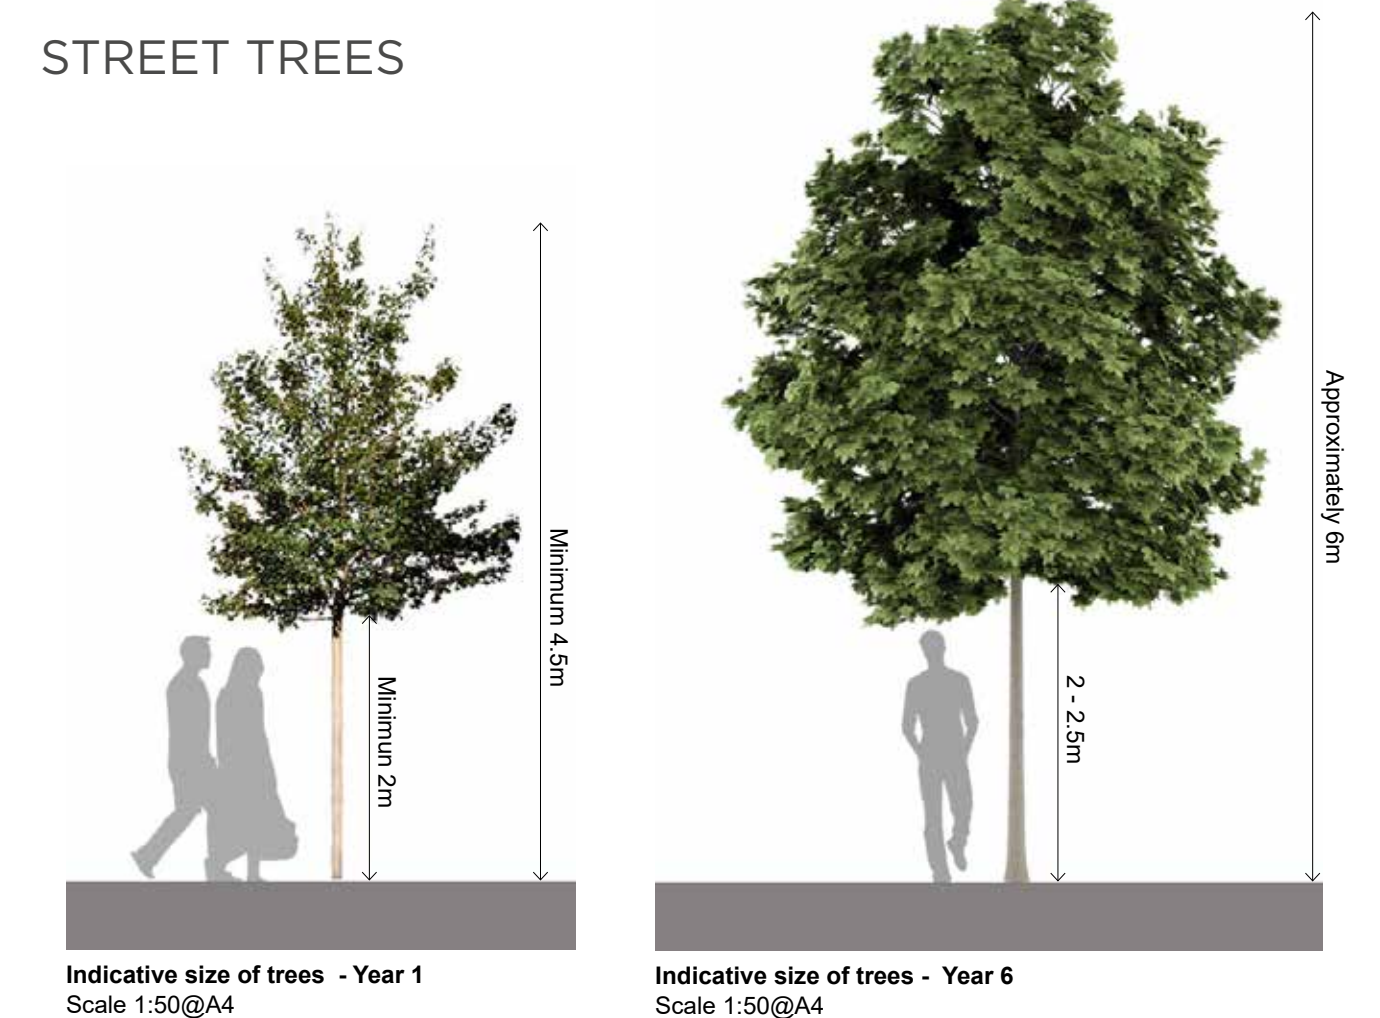 STREET TREES
Minimum 4.5m
Minimun 2m
Approximately 6m
2 - 2.5m
Indicative size of trees - Year 1
Scale 1:50@A4
Indicative size of trees - Year 6
Scale 1:50@A4